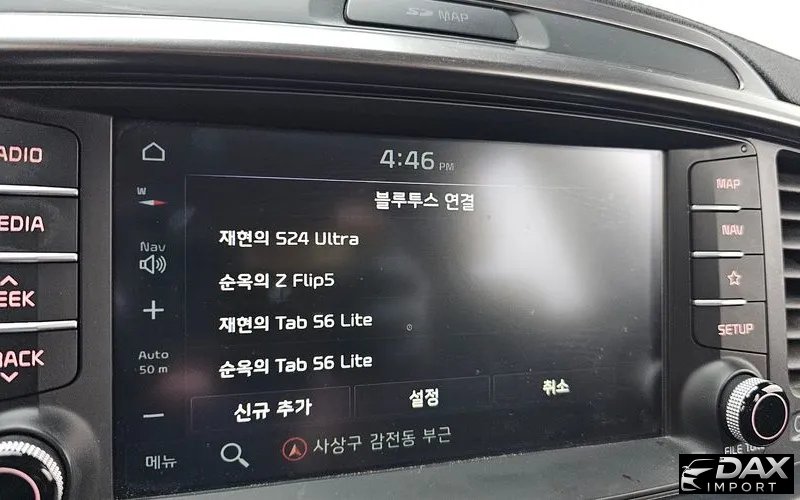 SD MAP
4:46 PM
블루투스 연결
재현의 S24 Ultra
순옥의 Z Flip5
재현의 Tab S6 Lite
순옥의 Tab S6 Lite
신규 추가
설정
취소
사상구 감전동 부근
W
Nav
+
Auto
50 m
−
메뉴
ADIO
EDIA
EEK
RACK
MAP
NAV
☆
SETUP
FILE
DAX
IMPORT